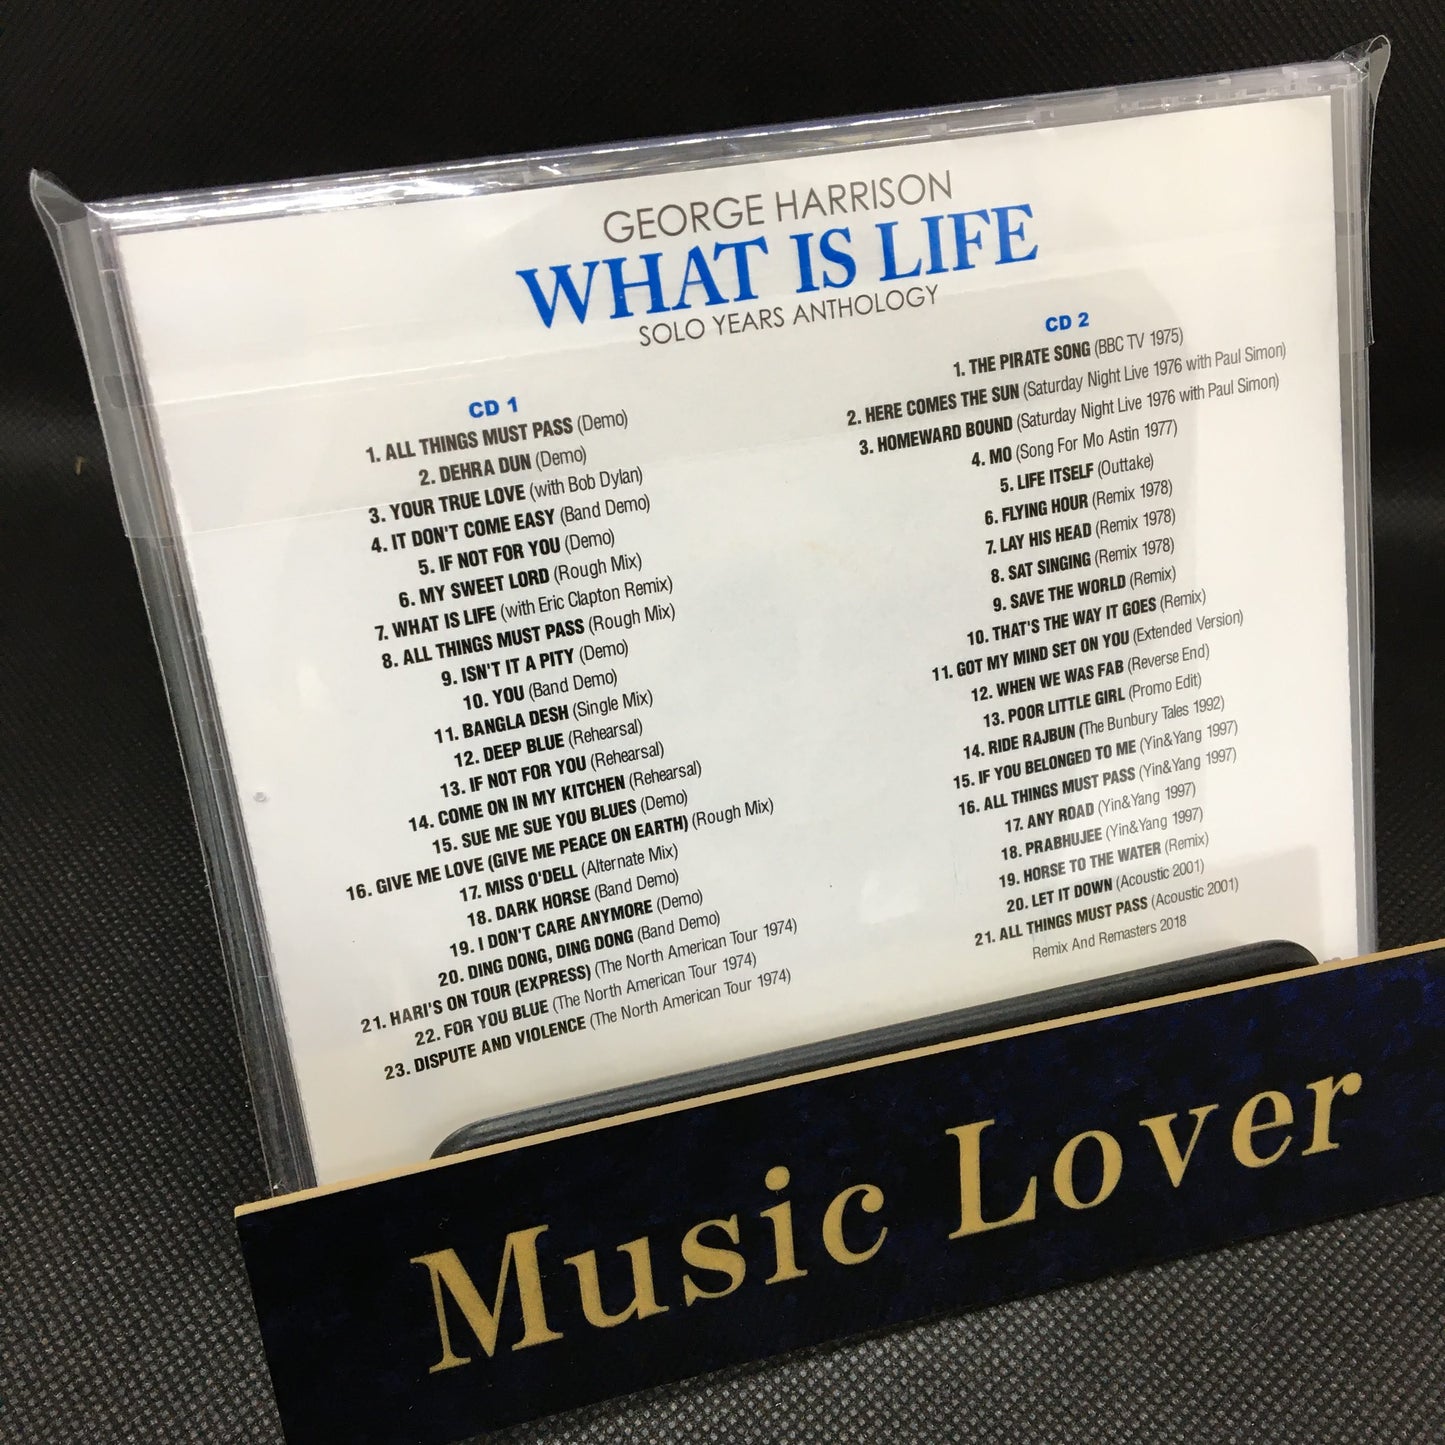 GEORGE HARRISON
WHAT IS LIFE
SOLO YEARS ANTHOLOGY
CD 1
1. ALL THINGS MUST PASS (Demo)
2. DEHRA DUN (Demo)
3. YOUR TRUE LOVE (with Bob Dylan)
4. IT DON'T COME EASY (Band Demo)
5. IF NOT FOR YOU (Demo)
6. MY SWEET LORD (Rough Mix)
7. WHAT IS LIFE (with Eric Clapton Remix)
8. ALL THINGS MUST PASS (Rough Mix)
9. ISN'T IT A PITY (Demo)
10. YOU (Band Demo)
11. BANGLA DESH (Single Mix)
12. DEEP BLUE (Rehearsal)
13. IF NOT FOR YOU (Rehearsal)
14. COME ON IN MY KITCHEN (Rehearsal)
15. SUE ME SUE YOU BLUES (Demo)
16. GIVE ME LOVE (GIVE ME PEACE ON EARTH) (Rough Mix)
17. MISS O'DELL (Alternate Mix)
18. DARK HORSE (Band Demo)
19. I DON'T CARE ANYMORE (Demo)
20. DING DONG, DING DONG (Band Demo)
21. HARI'S ON TOUR (EXPRESS) (The North American Tour 1974)
22. FOR YOU BLUE (The North American Tour 1974)
23. DISPUTE AND VIOLENCE (The North American Tour 1974)
CD 2
1. THE PIRATE SONG (BBC TV 1975)
2. HERE COMES THE SUN (Saturday Night Live 1976 with Paul Simon)
3. HOMEWARD BOUND (Saturday Night Live 1976 with Paul Simon)
4. MO (Song For Mo Astin 1977)
5. LIFE ITSELF (Outtake)
6. FLYING HOUR (Remix 1978)
7. LAY HIS HEAD (Remix 1978)
8. SAT SINGING (Remix 1978)
9. SAVE THE WORLD (Remix)
10. THAT'S THE WAY IT GOES (Remix)
11. GOT MY MIND SET ON YOU (Extended Version)
12. WHEN WE WAS FAB (Reverse End)
13. POOR LITTLE GIRL (Promo Edit)
14. RIDE RAJBUN (The Bunbury Tales 1992)
15. IF YOU BELONGED TO ME (Yin&Yang 1997)
16. ALL THINGS MUST PASS (Yin&Yang 1997)
17. ANY ROAD (Yin&Yang 1997)
18. PRABHUJEE (Yin&Yang 1997)
19. HORSE TO THE WATER (Remix)
20. LET IT DOWN (Acoustic 2001)
21. ALL THINGS MUST PASS (Acoustic 2001)
Remix And Remasters 2018
Music Lover